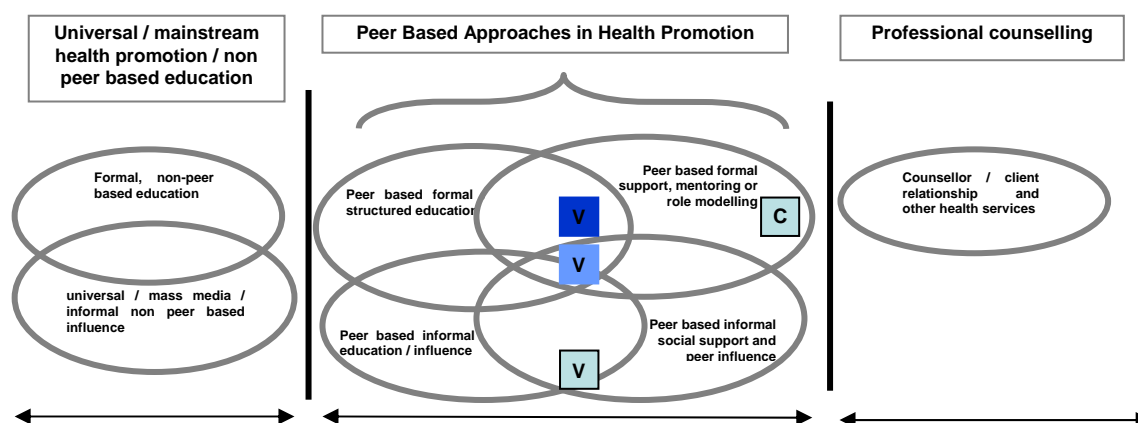 Universal / mainstream
health promotion / non
peer based education
Peer Based Approaches in Health Promotion
Professional counselling
Formal, non-peer
based education
universal / mass media /
informal non peer based
influence
Peer based formal
structured education
Peer based formal
support, mentoring or
role modelling
V
C
V
Peer based informal
education / influence
Peer based informal
social support and
peer influence
V
Counsellor / client
relationship and
other health services